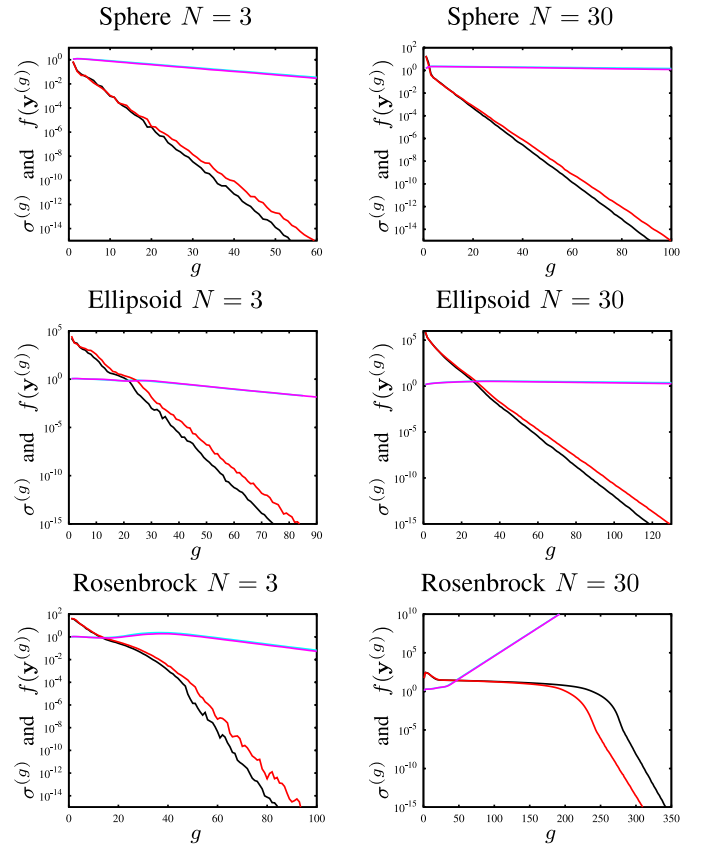 Sphere N = 3
σ^(g) and f(y^(g))
10^0
10^-2
10^-4
10^-6
10^-8
10^-10
10^-12
10^-14
0 10 20 30 40 50 60
g
Sphere N = 30
σ^(g) and f(y^(g))
10^2
10^0
10^-2
10^-4
10^-6
10^-8
10^-10
10^-12
10^-14
0 20 40 60 80 100
g
Ellipsoid N = 3
σ^(g) and f(y^(g))
10^5
10^0
10^-5
10^-10
10^-15
0 10 20 30 40 50 60 70 80 90
g
Ellipsoid N = 30
σ^(g) and f(y^(g))
10^5
10^0
10^-5
10^-10
10^-15
0 20 40 60 80 100 120
g
Rosenbrock N = 3
σ^(g) and f(y^(g))
10^2
10^0
10^-2
10^-4
10^-6
10^-8
10^-10
10^-12
10^-14
0 20 40 60 80 100
g
Rosenbrock N = 30
σ^(g) and f(y^(g))
10^10
10^5
10^0
10^-5
10^-10
10^-15
0 50 100 150 200 250 300 350
g